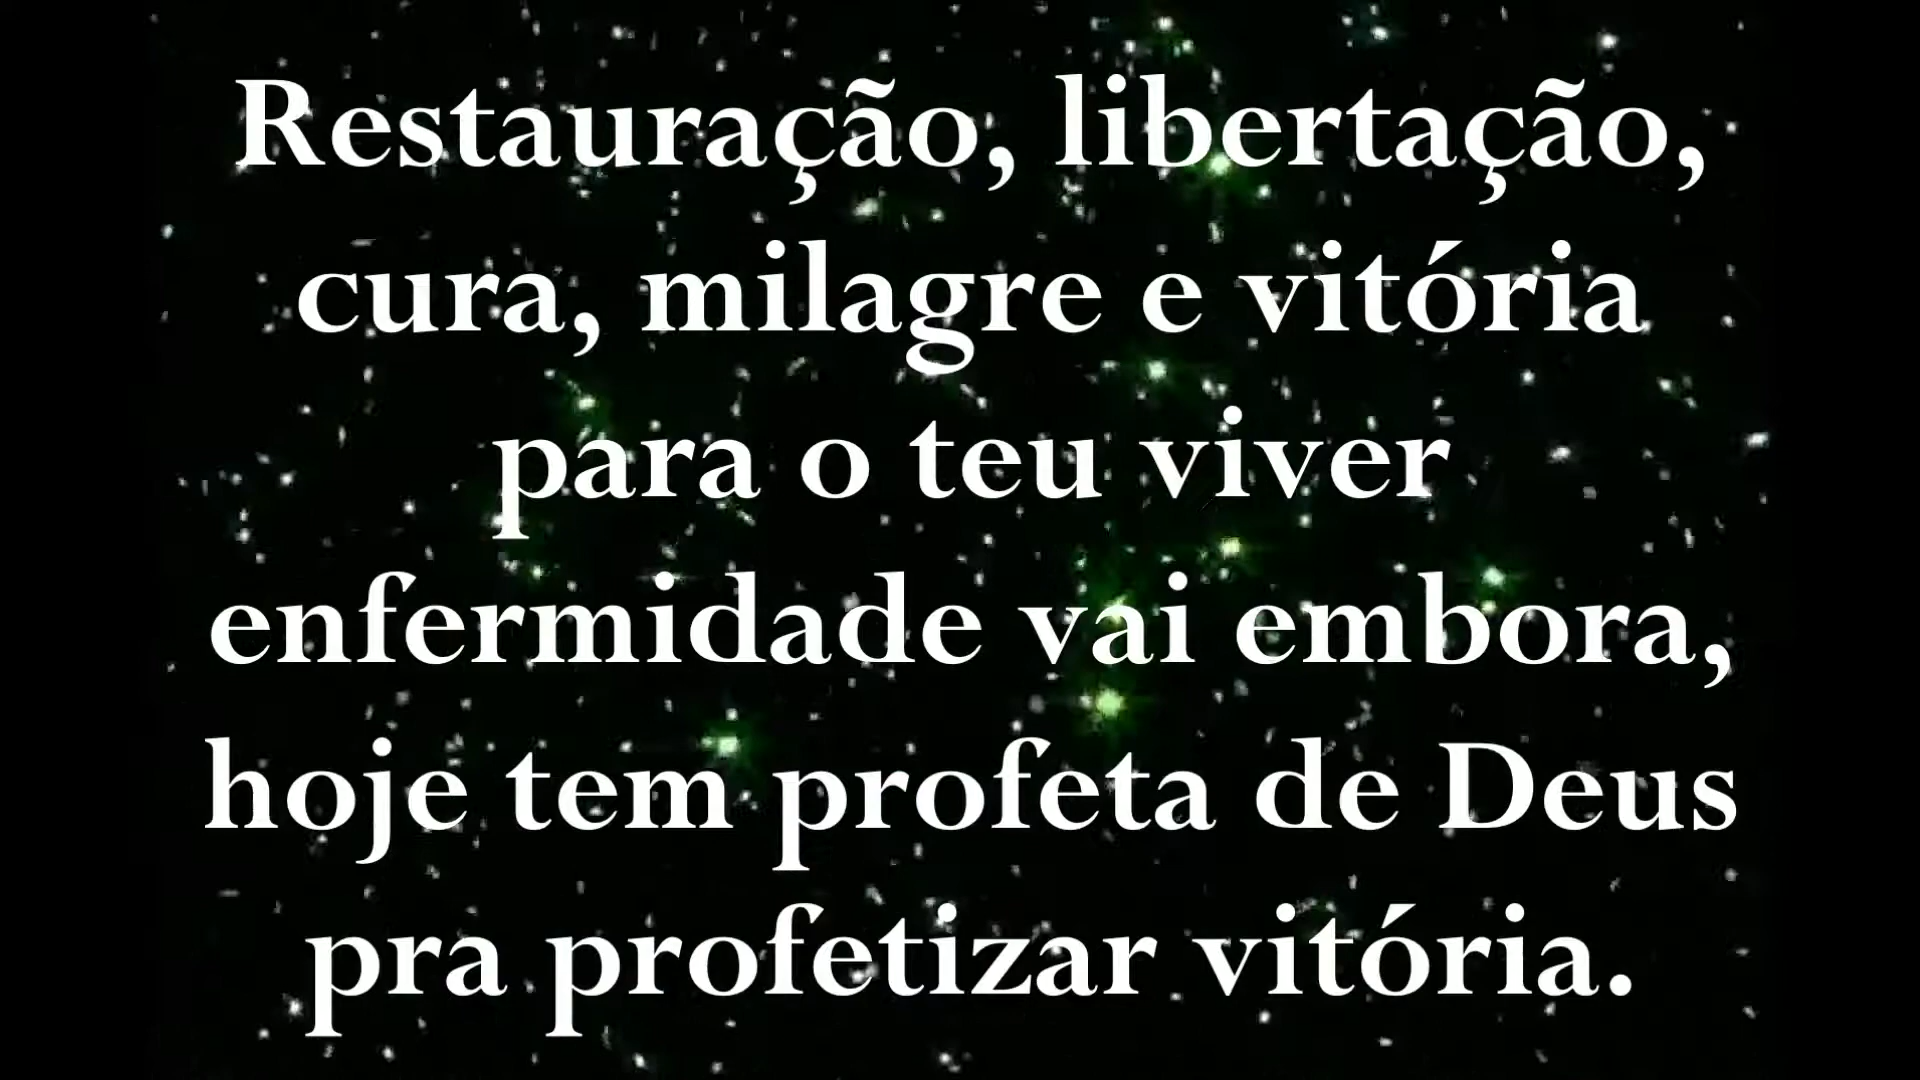 Restauração, libertação,
cura, milagre e vitória
para o teu viver
enfermidade vai embora,
hoje tem profeta de Deus
pra profetizar vitória.